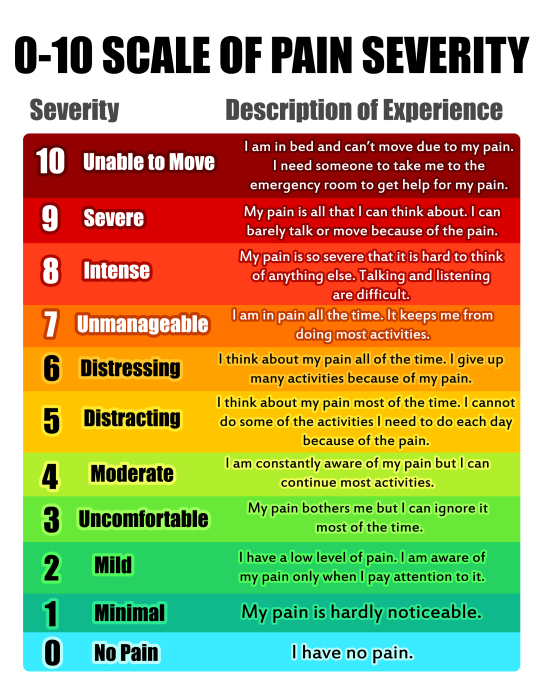 0-10 SCALE OF PAIN SEVERITY
Severity
Description of Experience
10 Unable to Move
I am in bed and can't move due to my pain.
I need someone to take me to the
emergency room to get help for my pain.
9 Severe
My pain is all that I can think about. I can
barely talk or move because of the pain.
8 Intense
My pain is so severe that it is hard to think
of anything else. Talking and listening
are difficult.
7 Unmanageable
I am in pain all the time. It keeps me from
doing most activities.
6 Distressing
I think about my pain all of the time. I give up
many activities because of my pain.
5 Distracting
I think about my pain most of the time. I cannot
do some of the activities I need to do each day
because of the pain.
4 Moderate
I am constantly aware of my pain but I can
continue most activities.
3 Uncomfortable
My pain bothers me but I can ignore it
most of the time.
2 Mild
I have a low level of pain. I am aware of
my pain only when I pay attention to it.
1 Minimal
My pain is hardly noticeable.
0 No Pain
I have no pain.